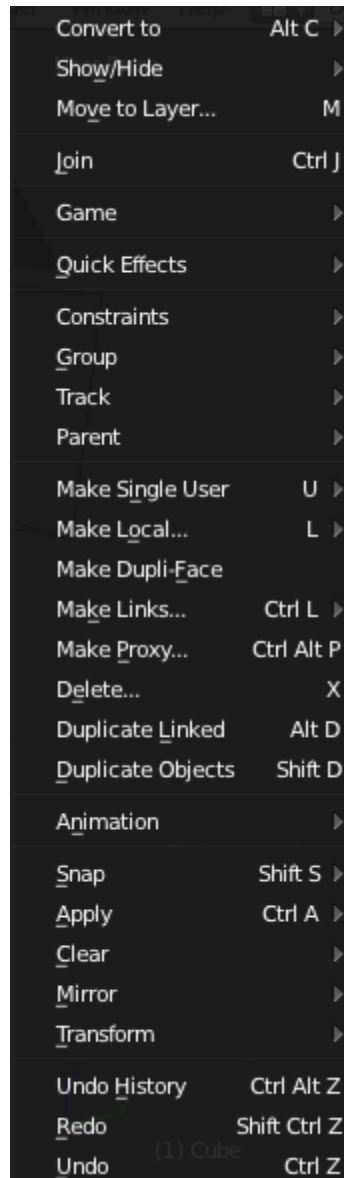 Window Help
Convert to Alt C
Show/Hide
Move to Layer... M
Join Ctrl J
Game
Quick Effects
Constraints
Group
Track
Parent
Make Single User U
Make Local... L
Make Dupli-Face
Make Links... Ctrl L
Make Proxy... Ctrl Alt P
Delete... X
Duplicate Linked Alt D
Duplicate Objects Shift D
Animation
Snap Shift S
Apply Ctrl A
Clear
Mirror
Transform
Undo History Ctrl Alt Z
Redo Shift Ctrl Z
(1) Cube
Undo Ctrl Z